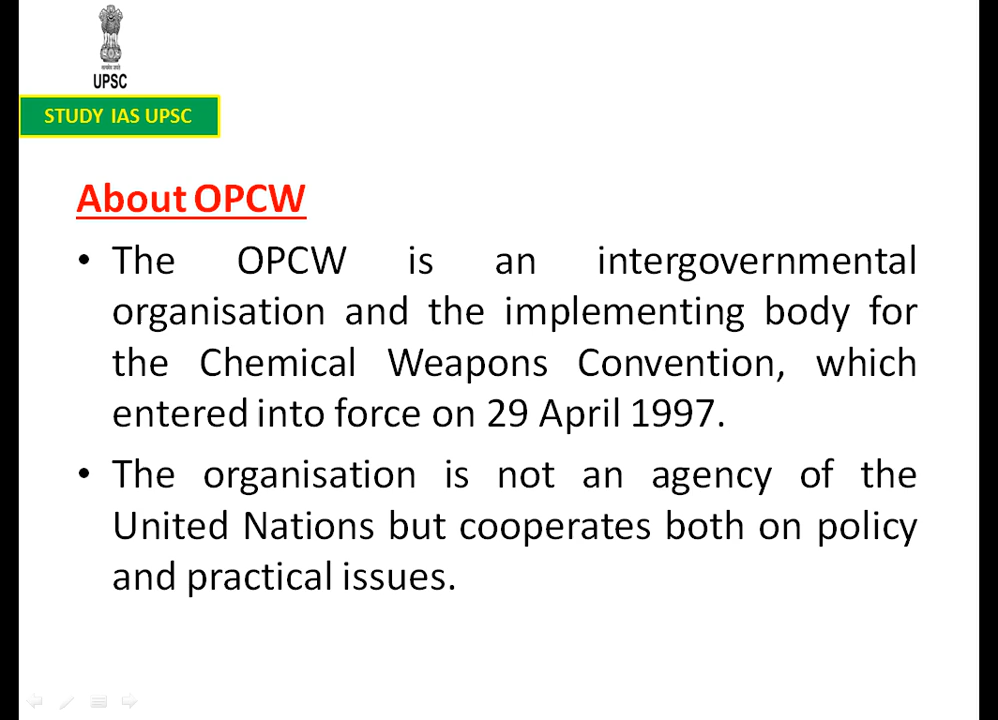 UPSC
STUDY IAS UPSC
About OPCW
• The OPCW is an intergovernmental
organisation and the implementing body for
the Chemical Weapons Convention, which
entered into force on 29 April 1997.
• The organisation is not an agency of the
United Nations but cooperates both on policy
and practical issues.